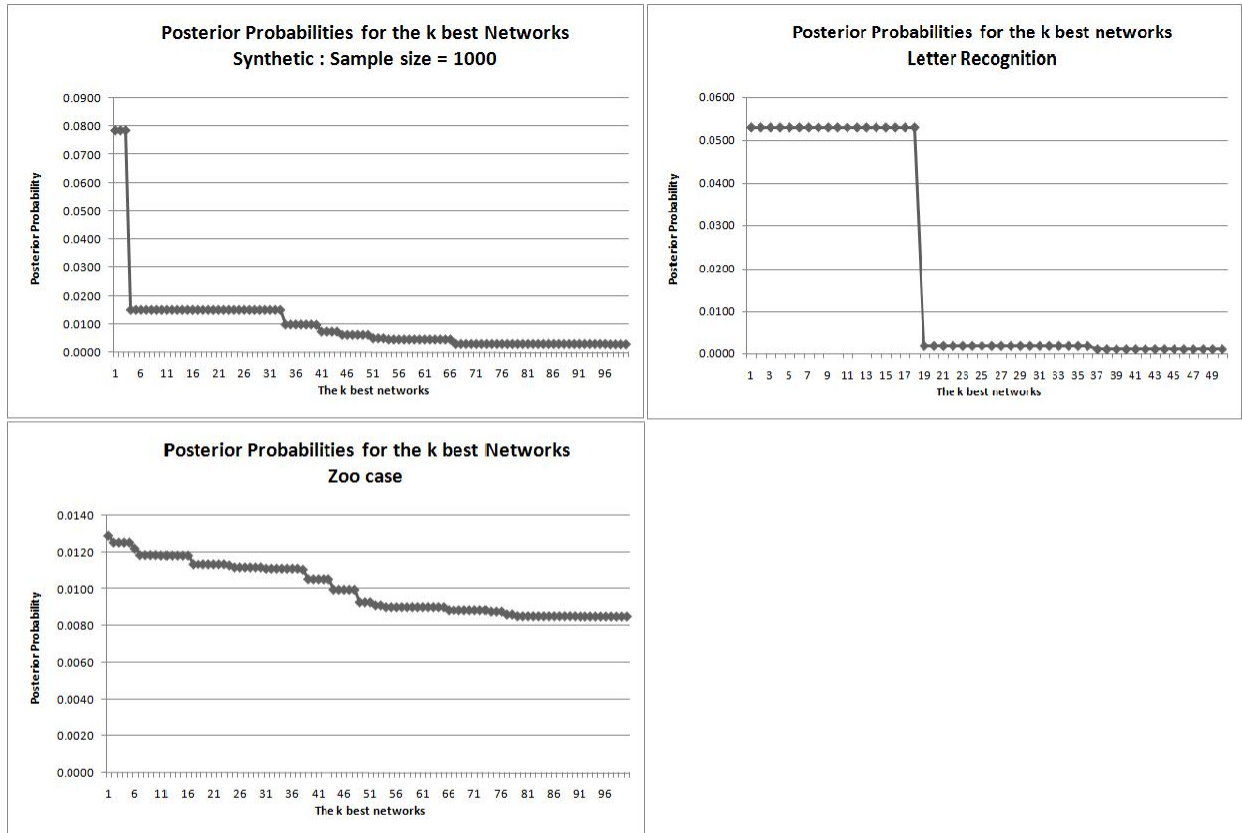 Posterior Probabilities for the k best Networks
Synthetic : Sample size = 1000
0.0900
0.0800
0.0700
0.0600
0.0500
0.0400
0.0300
0.0200
0.0100
0.0000
Posterior Probability
1 6 11 16 21 26 31 36 41 46 51 56 61 66 71 76 81 86 91 96
The k best networks
Posterior Probabilities for the k best networks
Letter Recognition
0.0600
0.0500
0.0400
0.0300
0.0200
0.0100
0.0000
Posterior Probability
1 3 5 7 9 11 13 15 17 19 21 23 25 27 29 31 33 35 37 39 41 43 45 47 49
The k best networks
Posterior Probabilities for the k best Networks
Zoo case
0.0140
0.0120
0.0100
0.0080
0.0060
0.0040
0.0020
0.0000
Posterior Probability
1 6 11 16 21 26 31 36 41 46 51 56 61 66 71 76 81 86 91 96
The k best networks